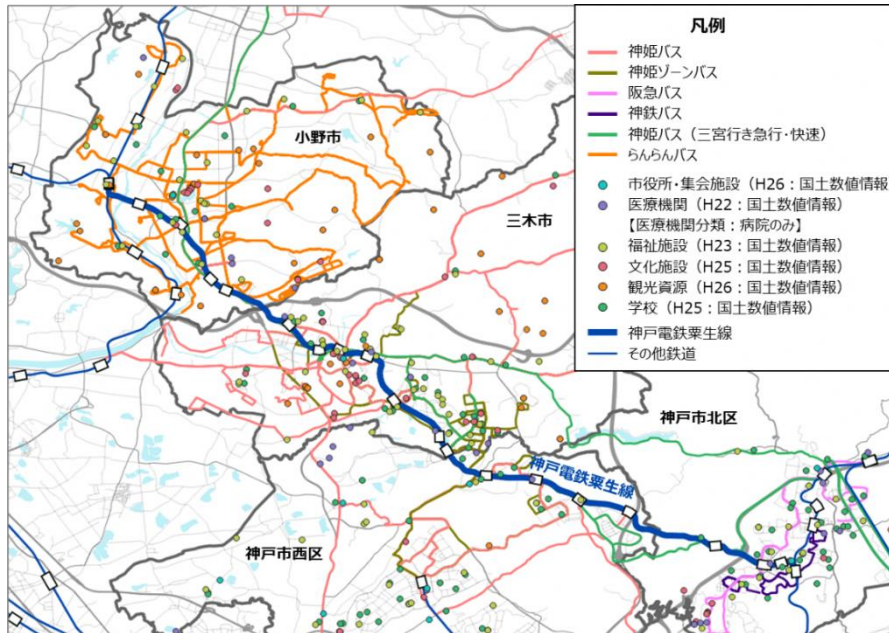 凡例
神姫バス
神姫ゾーンバス
阪急バス
神鉄バス
神姫バス（三宮行き急行・快速）
らんらんバス
市役所・集会施設（H26：国土数値情報
医療機関（H22：国土数値情報）
【医療機関分類：病院のみ】
福祉施設（H23：国土数値情報）
文化施設（H25：国土数値情報）
観光資源（H26：国土数値情報）
学校（H25：国土数値情報）
神戸電鉄粟生線
その他鉄道
小野市
三木市
神戸市北区
神戸電鉄粟生線
神戸市西区